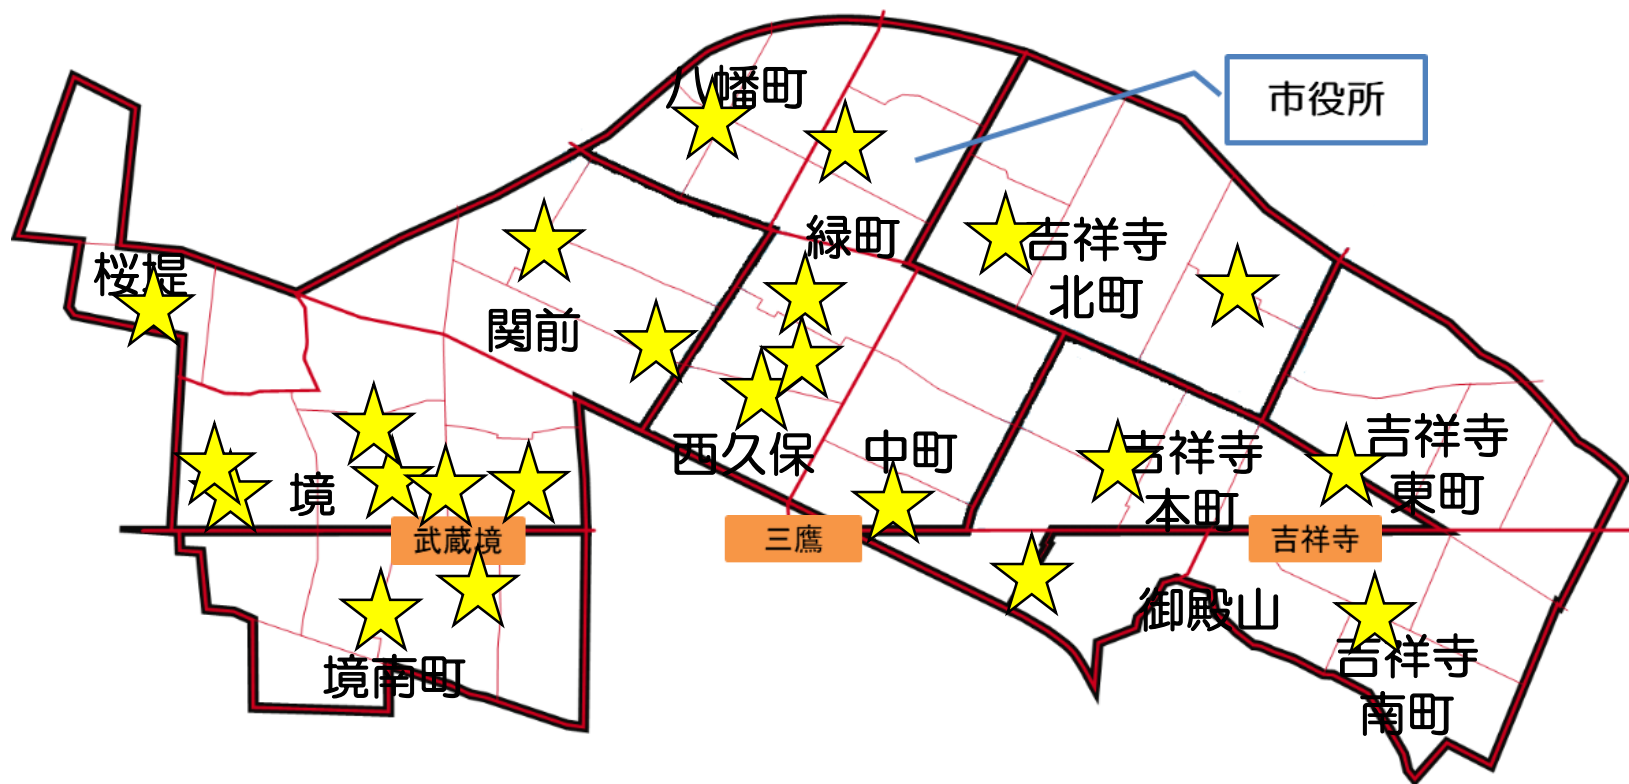 八幡町
市役所
緑町
吉祥寺
北町
桜堤
関前
西久保
中町
吉祥寺
本町
吉祥寺
東町
境
武蔵境
三鷹
吉祥寺
御殿山
境南町
吉祥寺
南町